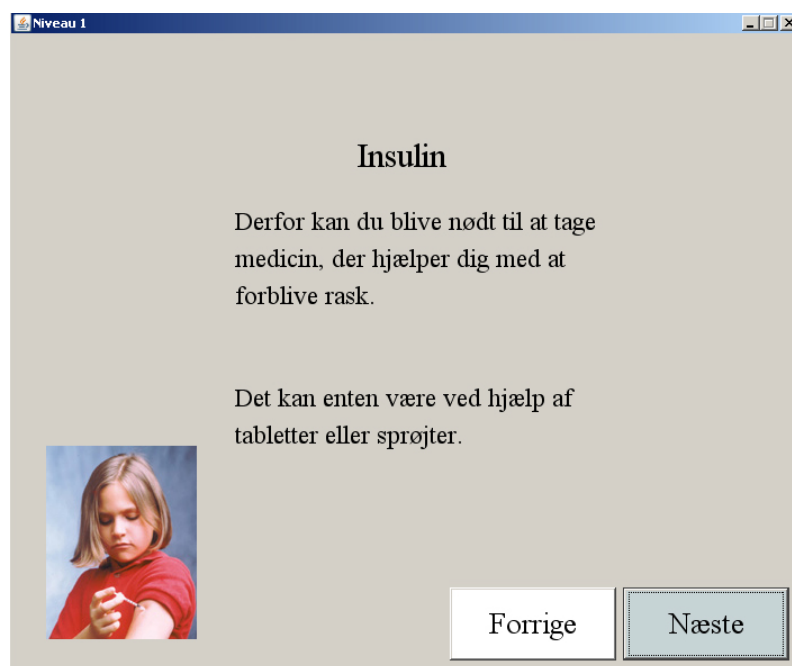 Niveau 1
Insulin
Derfor kan du blive nødt til at tage
medicin, der hjælper dig med at
forblive rask.
Det kan enten være ved hjælp af
tabletter eller sprøjter.
Forrige
Næste